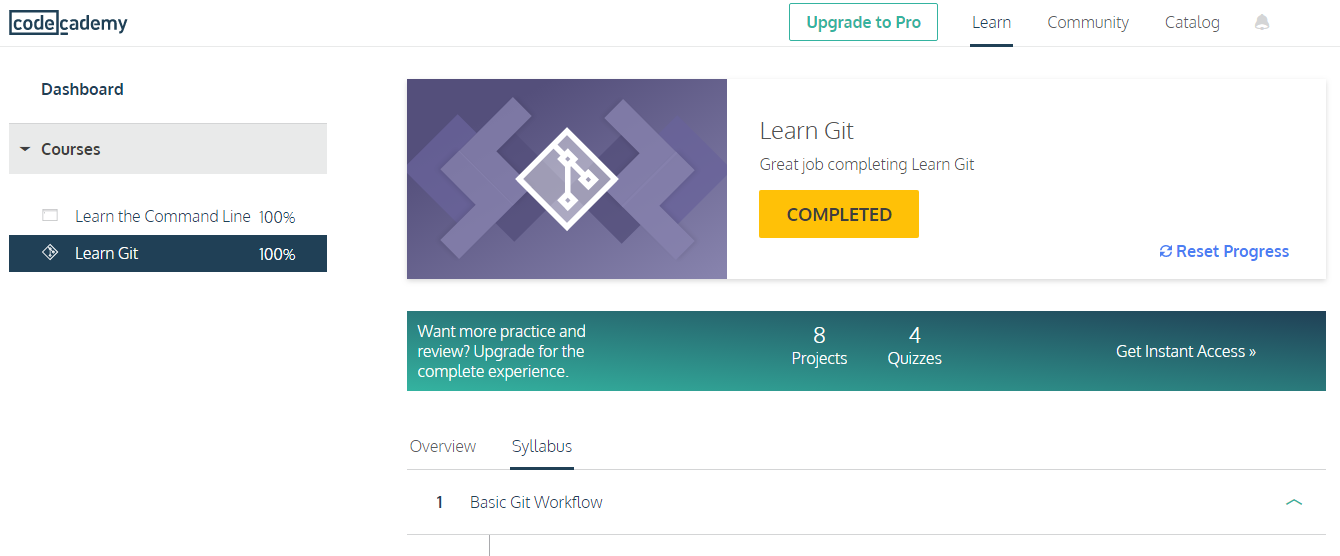 codecademy
Upgrade to Pro
Learn
Community
Catalog
Dashboard
Courses
Learn the Command Line 100%
Learn Git 100%
Learn Git
Great job completing Learn Git
COMPLETED
Reset Progress
Want more practice and
review? Upgrade for the
complete experience.
8
Projects
4
Quizzes
Get Instant Access »
Overview
Syllabus
1 Basic Git Workflow